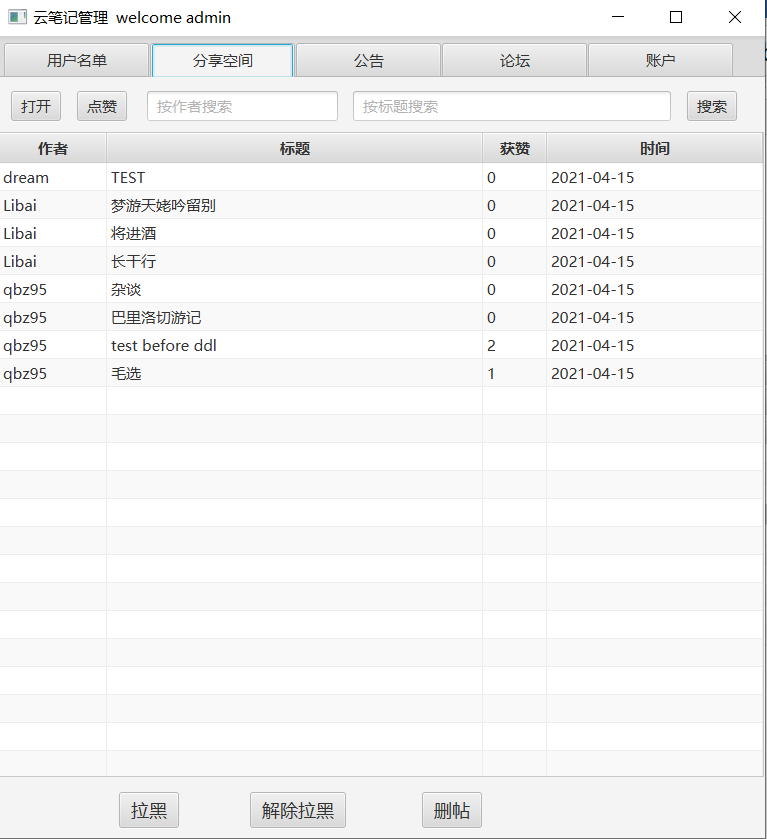 云笔记管理 welcome admin
用户名单 分享空间 公告 论坛 账户
打开 点赞 按作者搜索 按标题搜索 搜索
作者 标题 获赞 时间
dream TEST 0 2021-04-15
Libai 梦游天姥吟留别 0 2021-04-15
Libai 将进酒 0 2021-04-15
Libai 长干行 0 2021-04-15
qbz95 杂谈 0 2021-04-15
qbz95 巴里洛切游记 0 2021-04-15
qbz95 test before ddl 2 2021-04-15
qbz95 毛选 1 2021-04-15
拉黑 解除拉黑 删帖